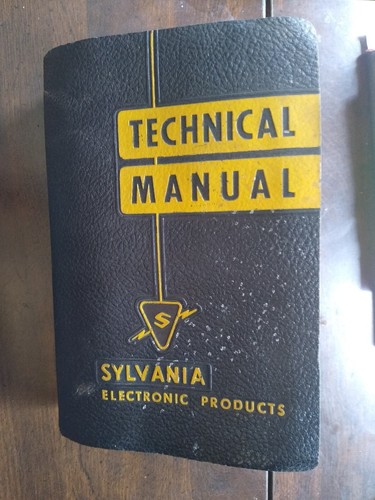 TECHNICAL
MANUAL
S
SYLVANIA
ELECTRONIC PRODUCTS